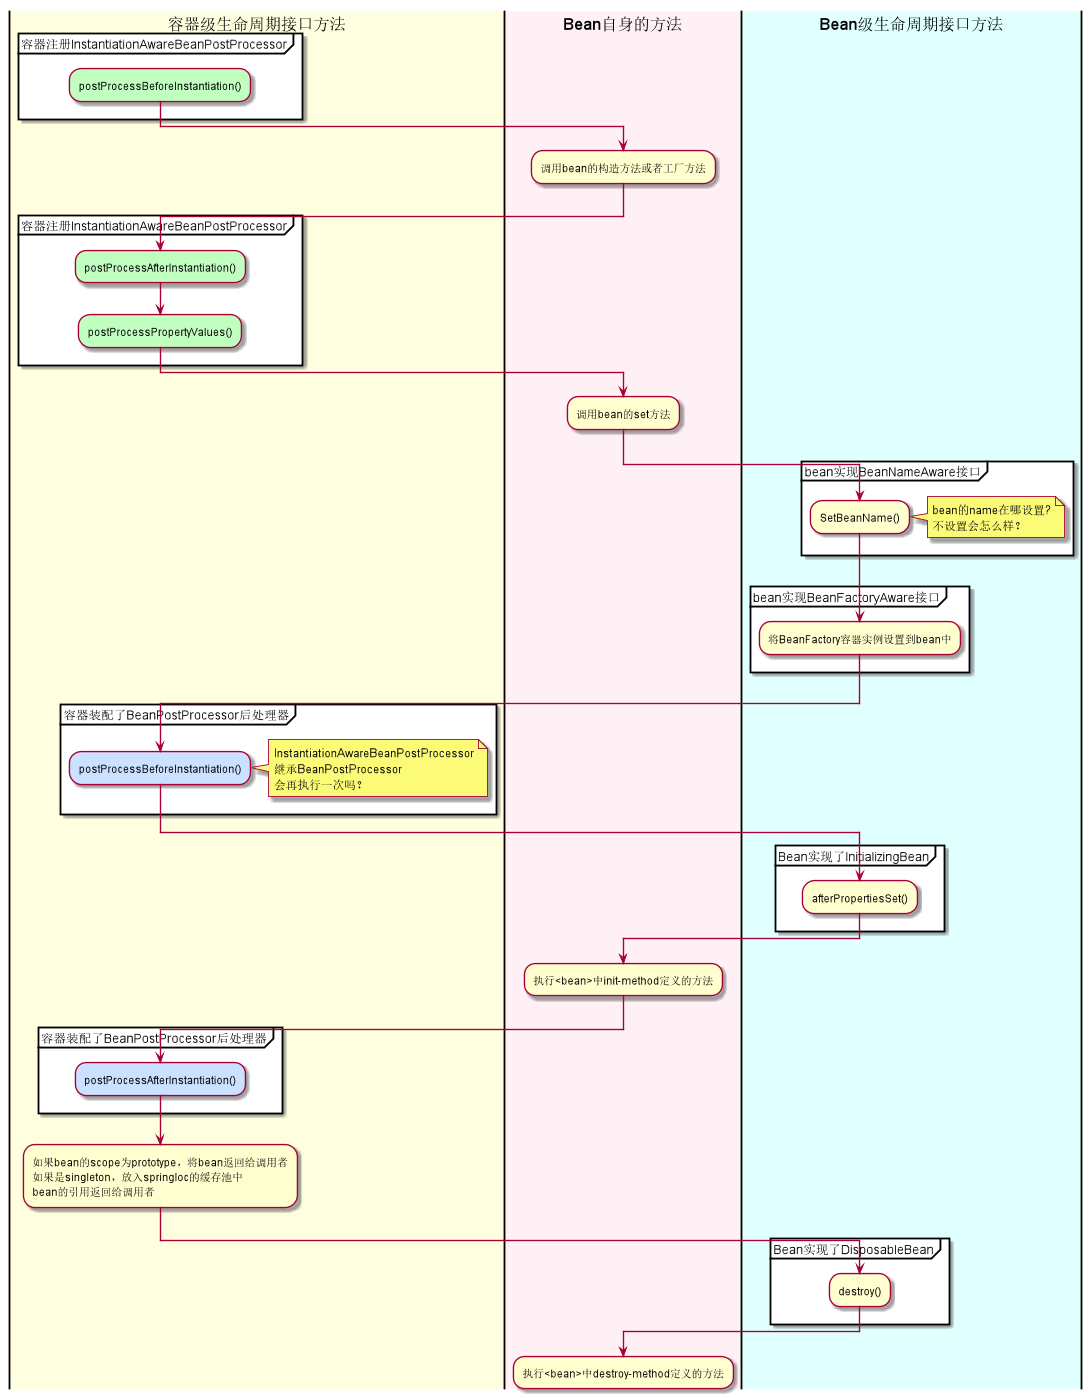 容器级生命周期接口方法
Bean自身的方法
Bean级生命周期接口方法
容器注册InstantiationAwareBeanPostProcessor
postProcessBeforeInstantiation()
调用bean的构造方法或者工厂方法
容器注册InstantiationAwareBeanPostProcessor
postProcessAfterInstantiation()
postProcessPropertyValues()
调用bean的set方法
bean实现BeanNameAware接口
SetBeanName()
bean的name在哪设置?
不设置会怎么样?
bean实现BeanFactoryAware接口
将BeanFactory容器实例设置到bean中
容器装配了BeanPostProcessor后处理器
postProcessBeforeInstantiation()
InstantiationAwareBeanPostProcessor
继承BeanPostProcessor
会再执行一次吗?
Bean实现了InitializingBean
afterPropertiesSet()
执行<bean>中init-method定义的方法
容器装配了BeanPostProcessor后处理器
postProcessAfterInstantiation()
如果bean的scope为prototype，将bean返回给调用者
如果是singleton，放入springIoc的缓存池中
bean的引用返回给调用者
Bean实现了DisposableBean
destroy()
执行<bean>中destroy-method定义的方法